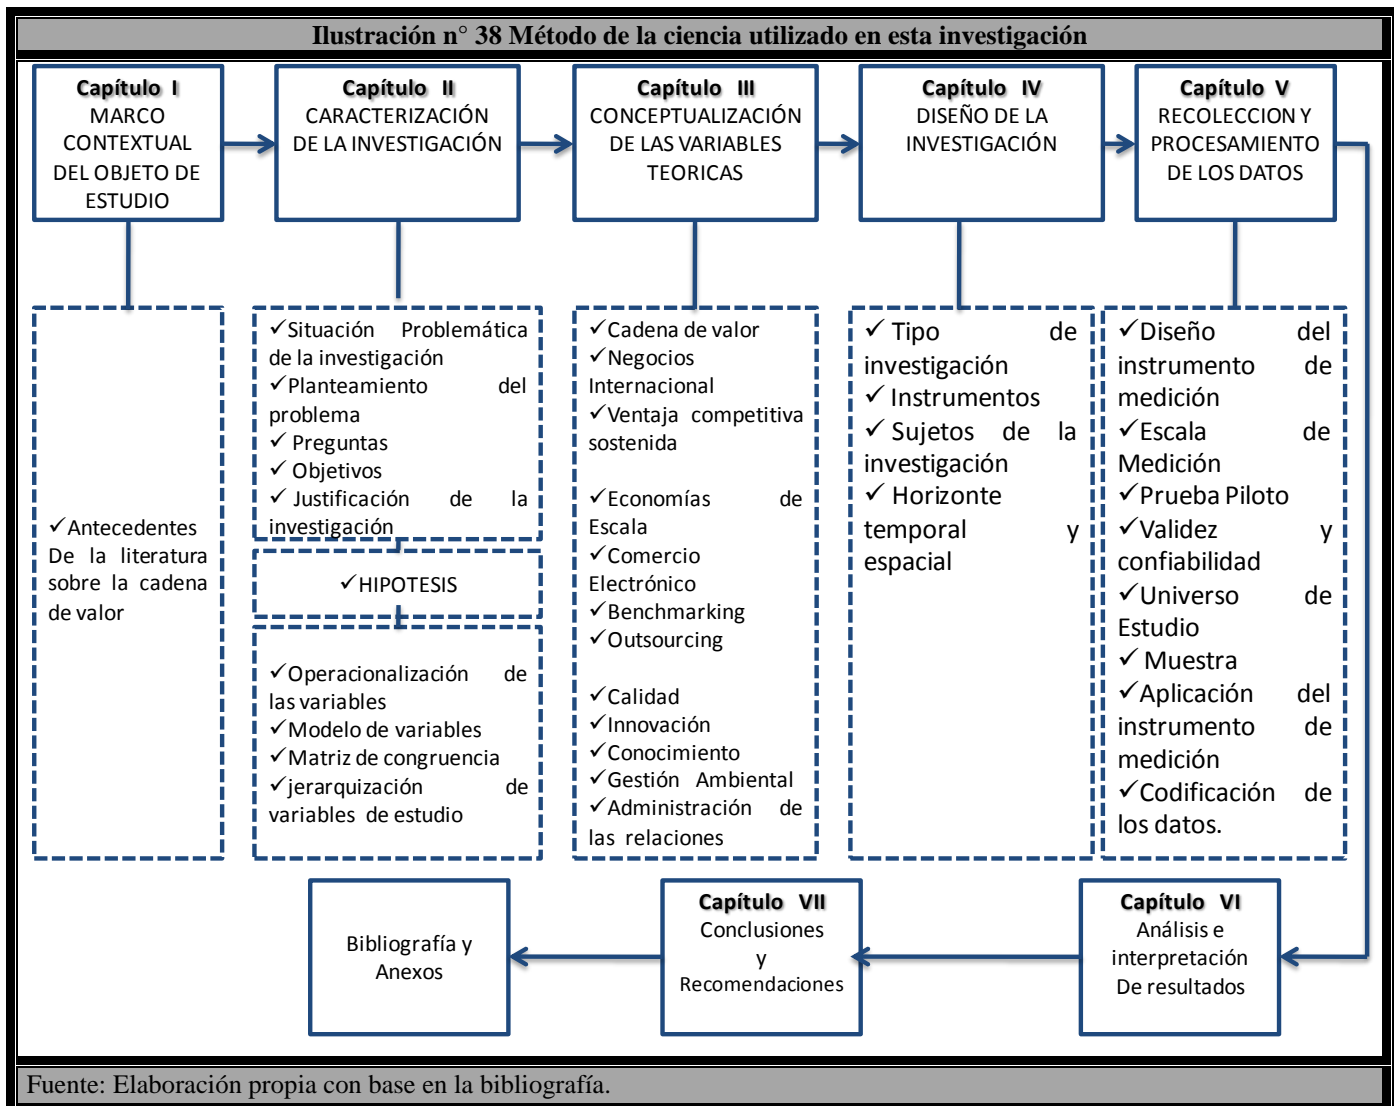 Ilustración n° 38 Método de la ciencia utilizado en esta investigación
Capítulo I
MARCO
CONTEXTUAL
DEL OBJETO DE
ESTUDIO
Capítulo II
CARACTERIZACIÓN
DE LA INVESTIGACIÓN
Capítulo III
CONCEPTUALIZACIÓN
DE LAS VARIABLES
TEORICAS
Capítulo IV
DISEÑO DE LA
INVESTIGACIÓN
Capítulo V
RECOLECCION Y
PROCESAMIENTO
DE LOS DATOS
✓Antecedentes
De la literatura
sobre la cadena
de valor
✓Situación Problemática
de la investigación
✓Planteamiento del
problema
✓ Preguntas
✓ Objetivos
✓ Justificación de la
investigación
✓HIPOTESIS
✓Operacionalización de
las variables
✓Modelo de variables
✓Matriz de congruencia
✓jerarquización de
variables de estudio
✓Cadena de valor
✓Negocios
Internacional
✓Ventaja competitiva
sostenida
✓Economías de
Escala
✓Comercio
Electrónico
✓Benchmarking
✓Outsourcing
✓Calidad
✓Innovación
✓Conocimiento
✓Gestión Ambiental
✓Administración de
las relaciones
✓ Tipo de
investigación
✓ Instrumentos
✓ Sujetos de la
investigación
✓ Horizonte
temporal y
espacial
✓Diseño del
instrumento de
medición
✓Escala de
Medición
✓Prueba Piloto
✓Validez y
confiabilidad
✓Universo de
Estudio
✓ Muestra
✓Aplicación del
instrumento de
medición
✓Codificación de
los datos.
Capítulo VI
Análisis e
interpretación
De resultados
Capítulo VII
Conclusiones
y
Recomendaciones
Bibliografía y
Anexos
Fuente: Elaboración propia con base en la bibliografía.